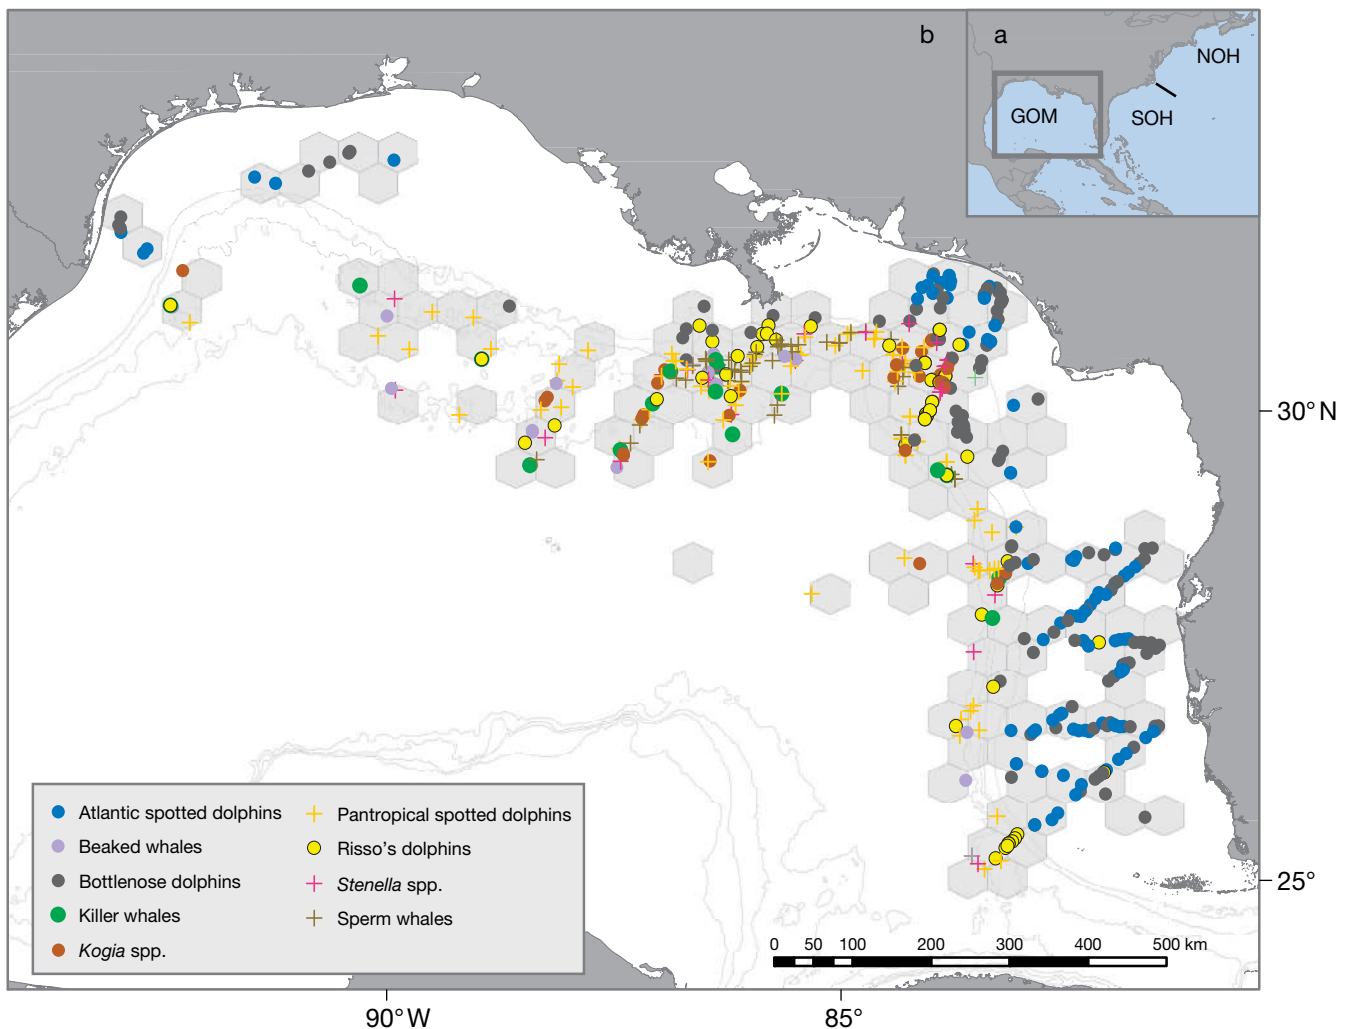 b
a
NOH
GOM
SOH
30° N
25°
Atlantic spotted dolphins
Beaked whales
Bottlenose dolphins
Killer whales
Kogia spp.
Pantropical spotted dolphins
Risso's dolphins
Stenella spp.
Sperm whales
0 50 100 200 300 400 500 km
90° W
85°